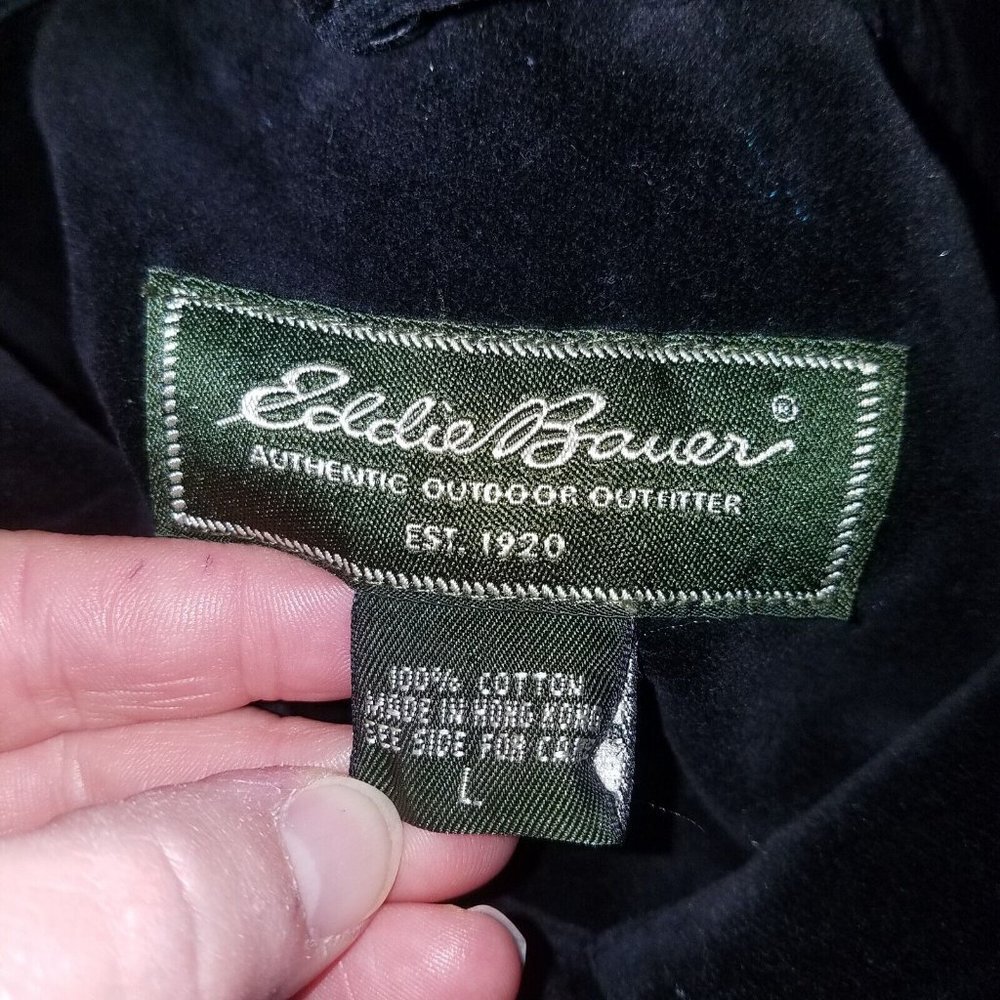 Eddie Bauer ®
AUTHENTIC OUTDOOR OUTFITTER
EST. 1920
100% COTTON
MADE IN HONG KONG
SEE SIDE FOR
L